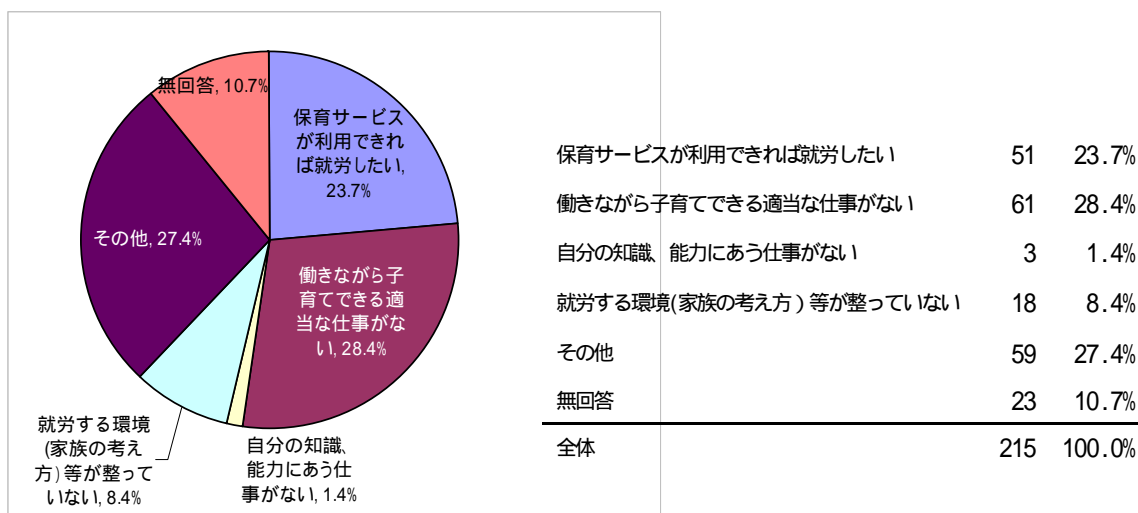 無回答, 10.7%
保育サービス
が利用できれ
ば就労したい,
23.7%
その他, 27.4%
働きながら子
育てできる適
当な仕事がな
い, 28.4%
就労する環境
(家族の考え
方)等が整って
いない, 8.4%
自分の知識、
能力にあう仕
事がない, 1.4%
保育サービスが利用できれば就労したい 51 23.7%
働きながら子育てできる適当な仕事がない 61 28.4%
自分の知識、能力にあう仕事がない 3 1.4%
就労する環境(家族の考え方)等が整っていない 18 8.4%
その他 59 27.4%
無回答 23 10.7%
全体 215 100.0%